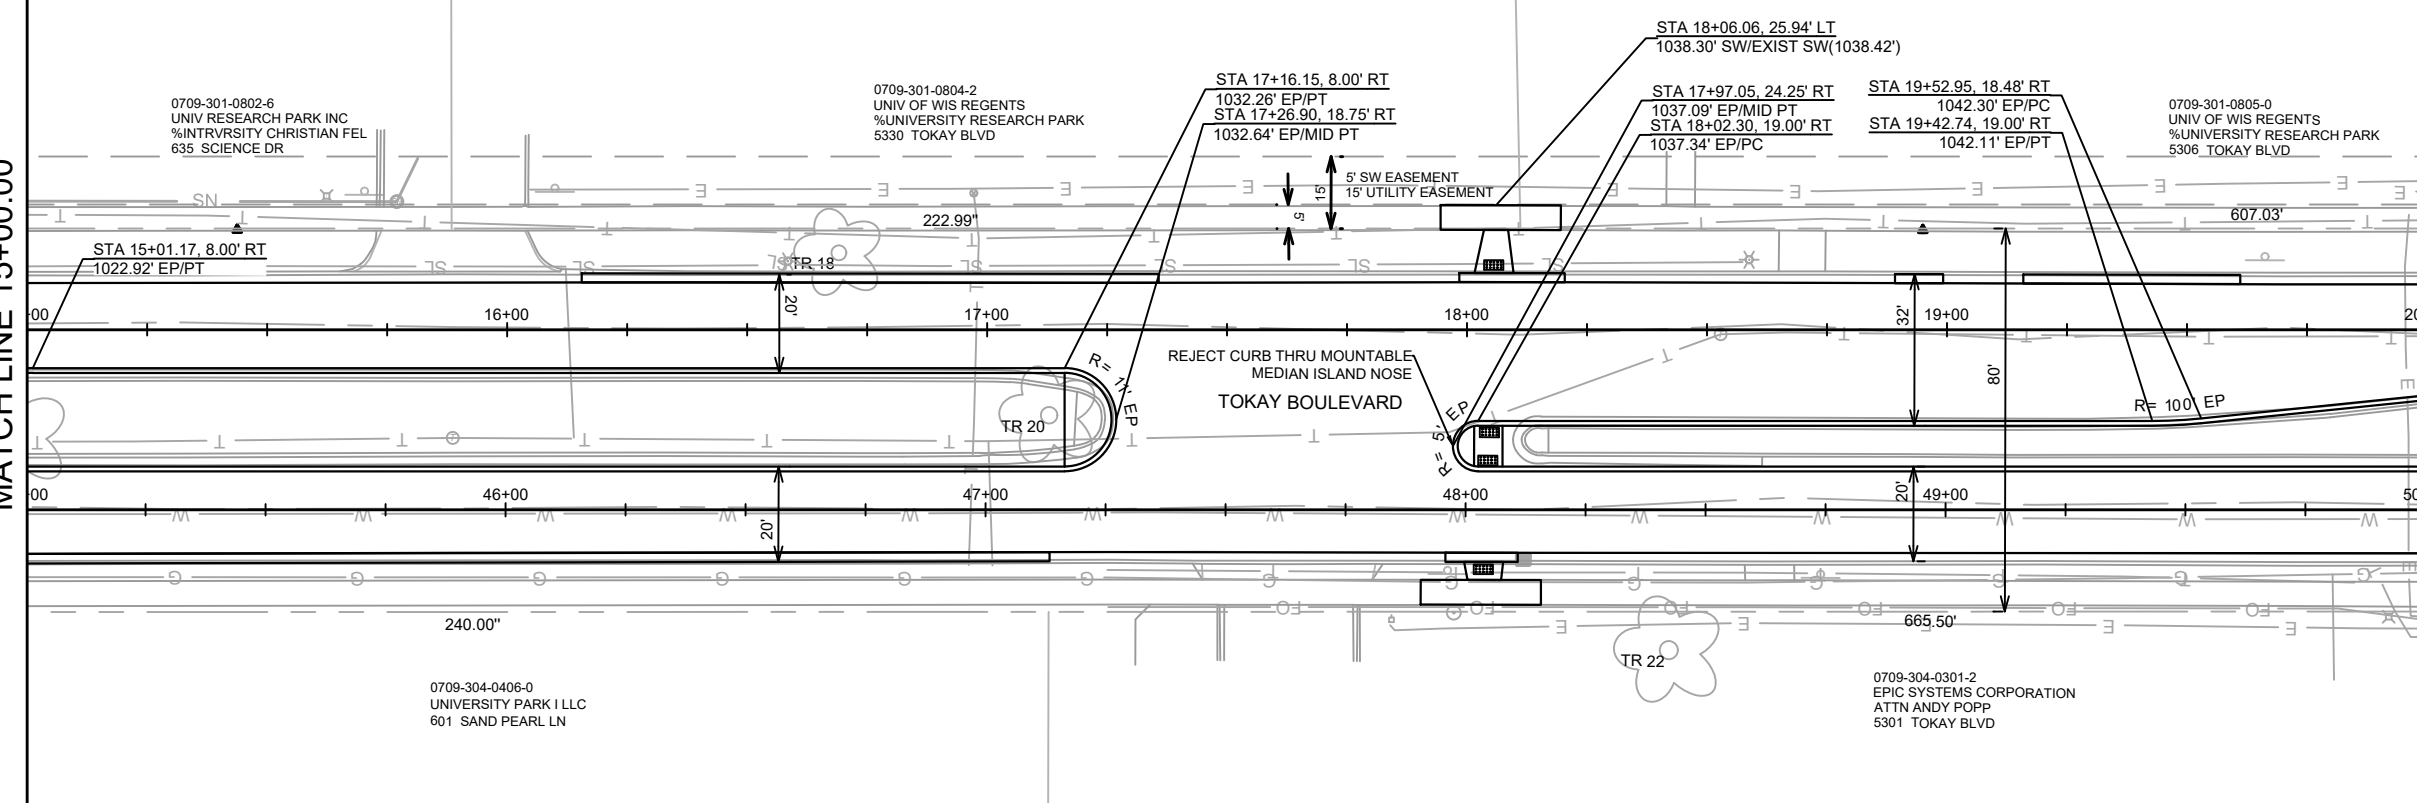 MATCH LINE 15+00.00
0709-301-0802-6
UNIV RESEARCH PARK INC
%INTRVRSITY CHRISTIAN FEL
635 SCIENCE DR
0709-301-0804-2
UNIV OF WIS REGENTS
%UNIVERSITY RESEARCH PARK
5330 TOKAY BLVD
STA 17+16.15, 8.00' RT
1032.26' EP/PT
STA 17+26.90, 18.75' RT
1032.64' EP/MID PT
STA 18+06.06, 25.94' LT
1038.30' SW/EXIST SW(1038.42')
STA 17+97.05, 24.25' RT
1037.09' EP/MID PT
STA 18+02.30, 19.00' RT
1037.34' EP/PC
STA 19+52.95, 18.48' RT
1042.30' EP/PC
STA 19+42.74, 19.00' RT
1042.11' EP/PT
0709-301-0805-0
UNIV OF WIS REGENTS
%UNIVERSITY RESEARCH PARK
5306 TOKAY BLVD
5' SW EASEMENT
15' UTILITY EASEMENT
15'
5'
222.99"
607.03'
STA 15+01.17, 8.00' RT
1022.92' EP/PT
TR 18
20'
32'
80'
00
16+00
17+00
18+00
19+00
20
R= 11' EP
REJECT CURB THRU MOUNTABLE
MEDIAN ISLAND NOSE
TOKAY BOULEVARD
R= 5' EP
R= 100' EP
TR 20
00
46+00
47+00
48+00
49+00
50
20'
20'
240.00"
665.50'
TR 22
0709-304-0406-0
UNIVERSITY PARK I LLC
601 SAND PEARL LN
0709-304-0301-2
EPIC SYSTEMS CORPORATION
ATTN ANDY POPP
5301 TOKAY BLVD